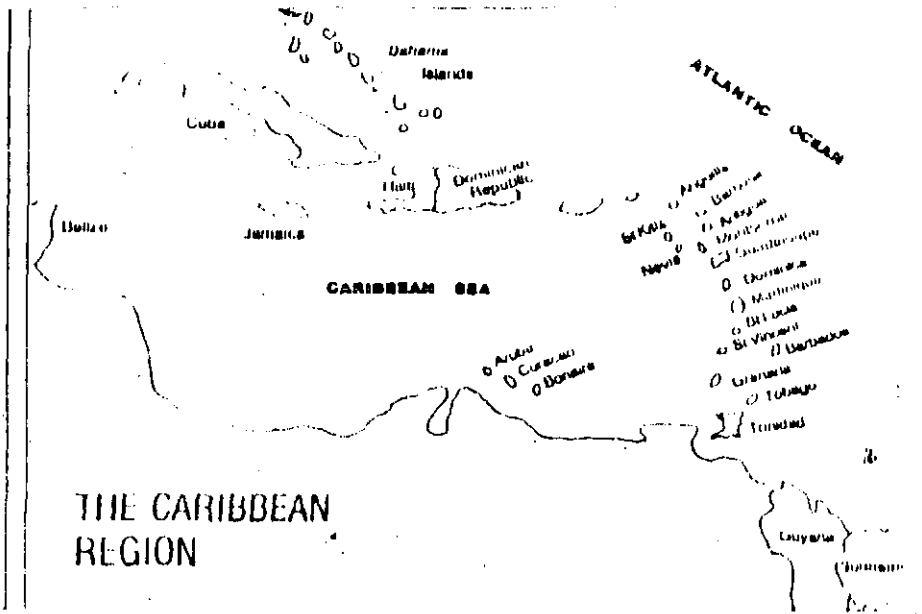 Bahama
Islands
ATLANTIC OCEAN
Cuba
Haiti
Dominican
Republic
Anguilla
Barbuda
St Kitts
Antigua
Belize
Jamaica
Montserrat
Nevis
Guadeloupe
CARIBBEAN SEA
Dominica
Martinique
St Lucia
St Vincent
Barbados
Aruba
Curacao
Bonaire
Grenada
Tobago
Trinidad
THE CARIBBEAN
REGION
Guyana